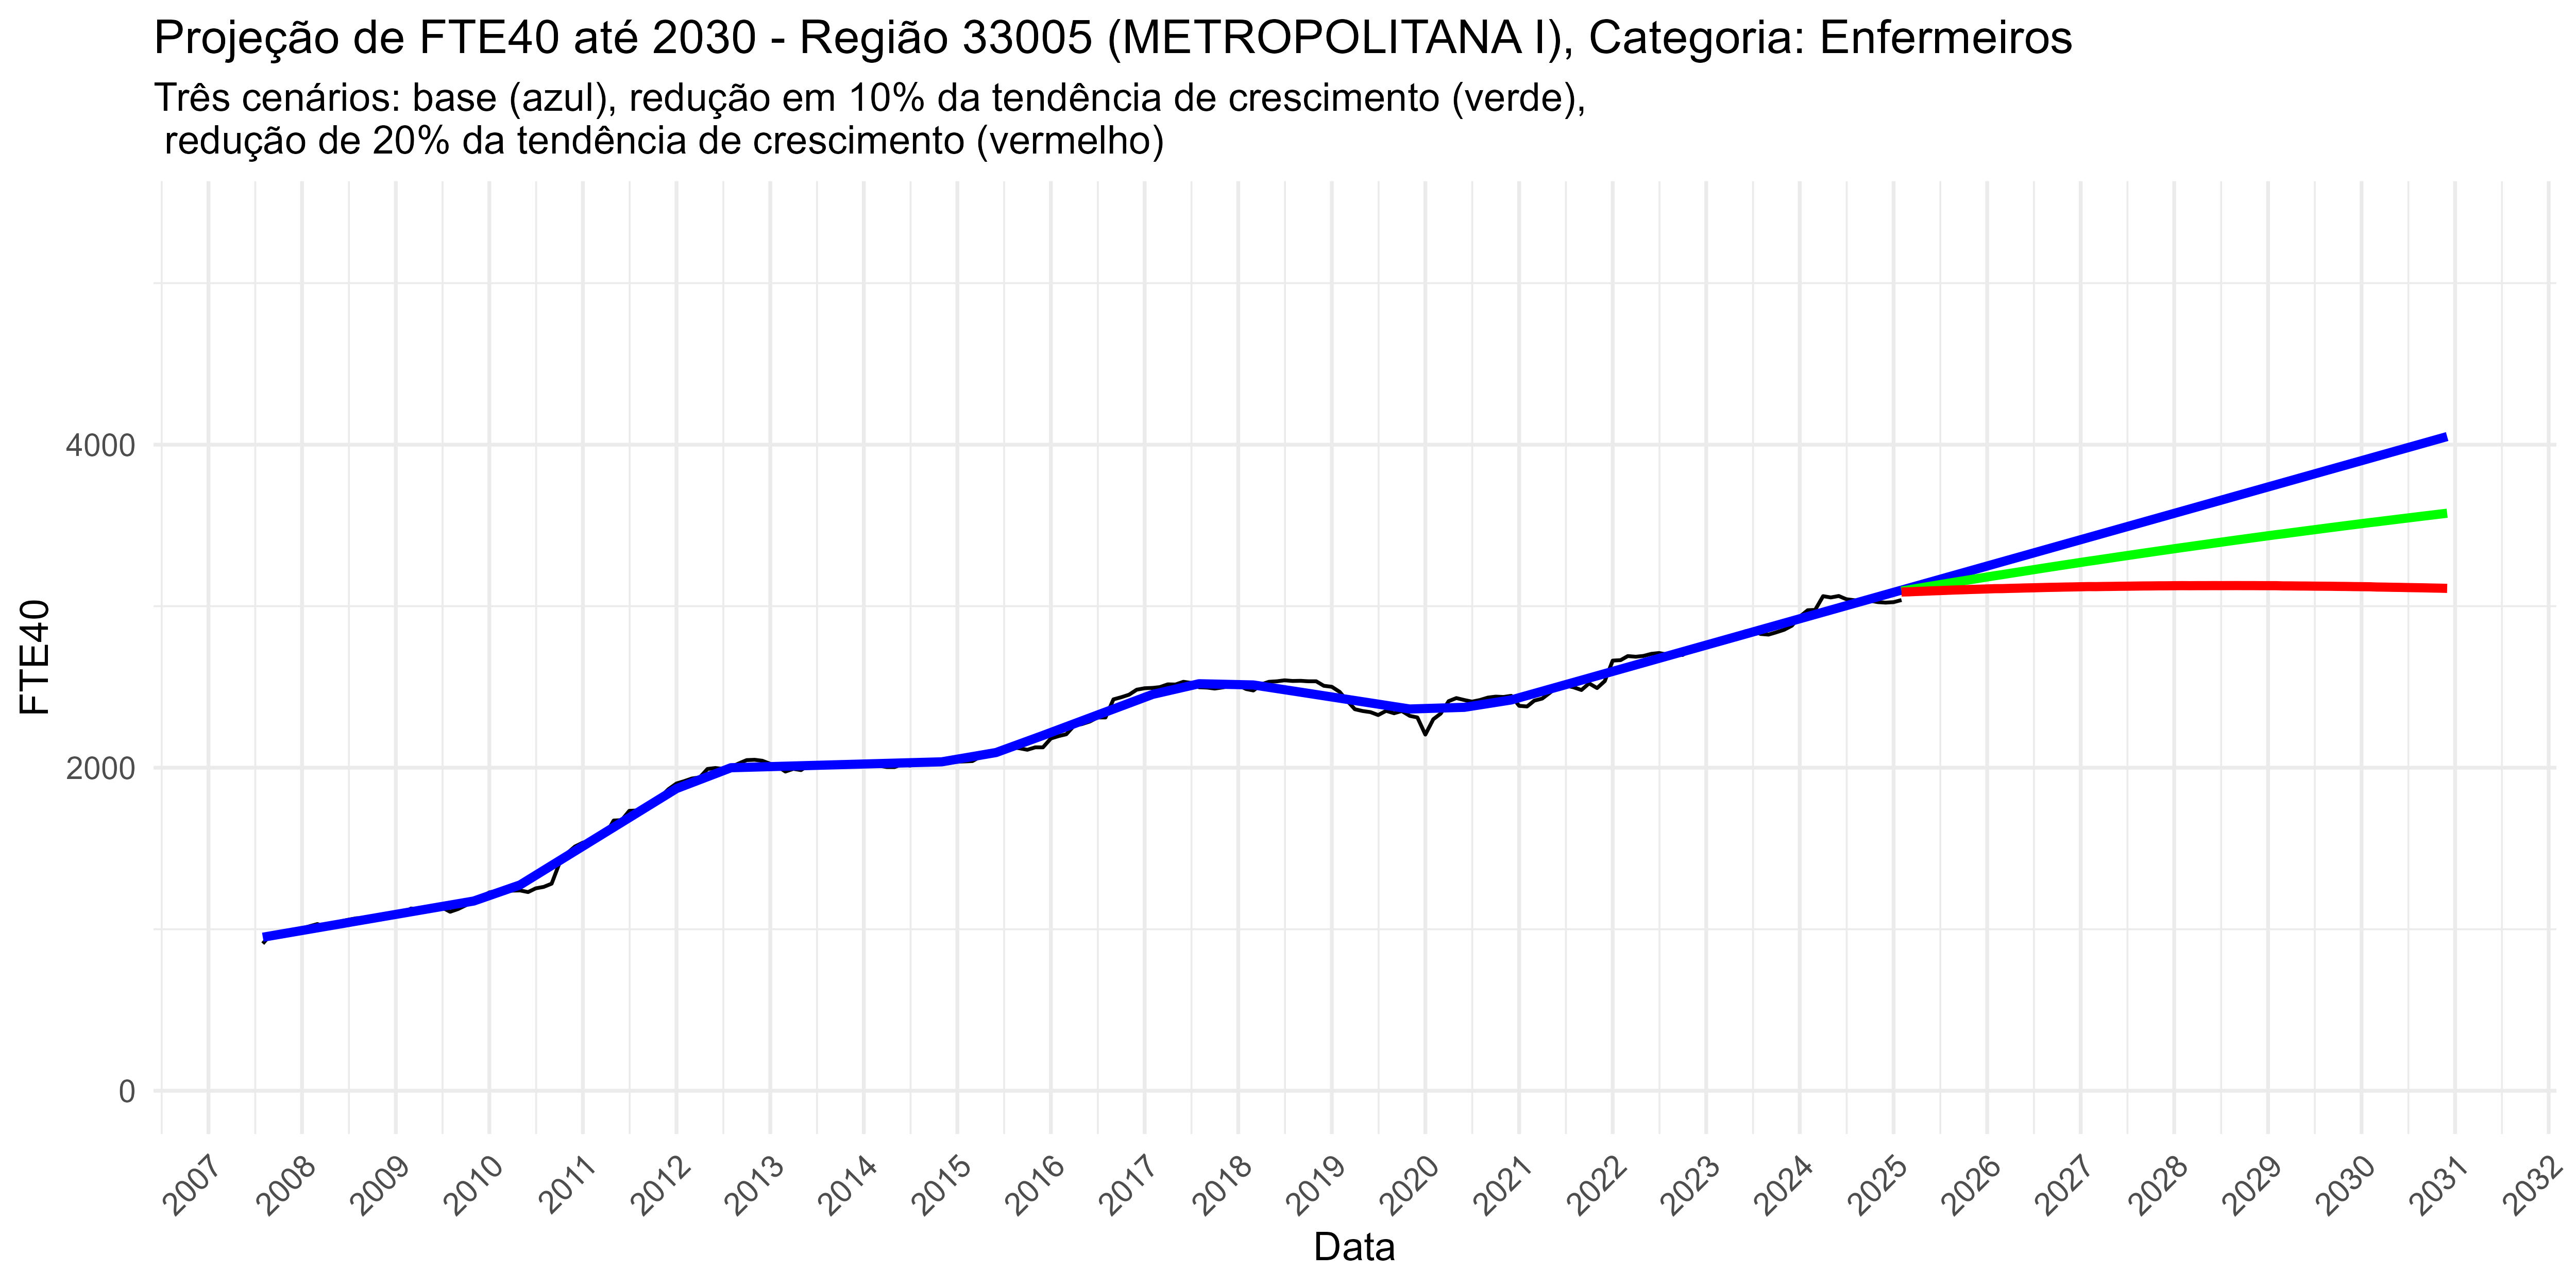 Projeção de FTE40 até 2030 - Região 33005 (METROPOLITANA I), Categoria: Enfermeiros
Três cenários: base (azul), redução em 10% da tendência de crescimento (verde),
redução de 20% da tendência de crescimento (vermelho)
FTE40
4000
2000
0
2007 2008 2009 2010 2011 2012 2013 2014 2015 2016 2017 2018 2019 2020 2021 2022 2023 2024 2025 2026 2027 2028 2029 2030 2031 2032
Data